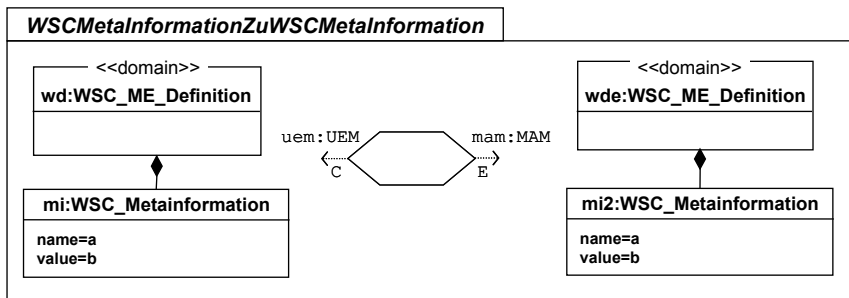 WSCMetaInformationZuWSCMetaInformation
<<domain>>
wd:WSC_ME_Definition
mi:WSC_Metainformation
name=a
value=b
uem:UEM
C
mam:MAM
E
<<domain>>
wde:WSC_ME_Definition
mi2:WSC_Metainformation
name=a
value=b